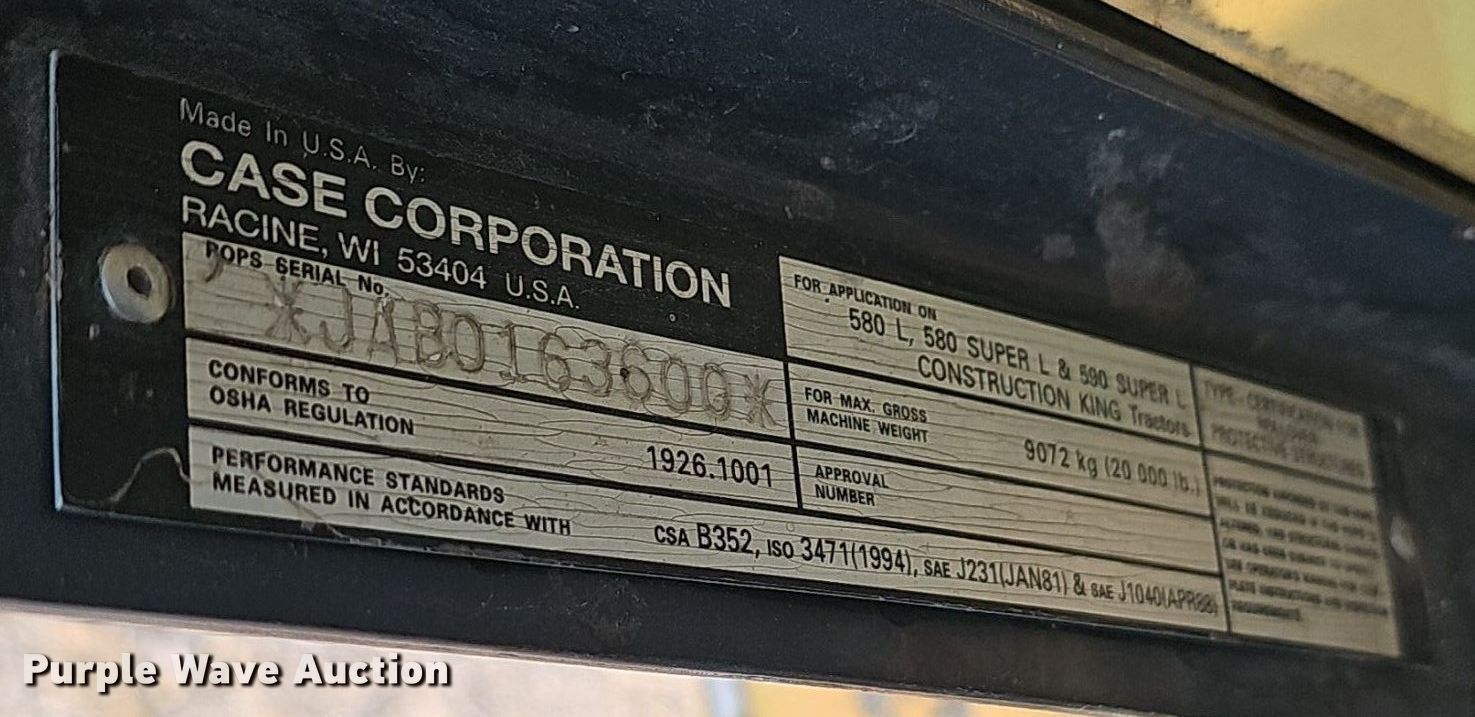 Made In U.S.A. By:
CASE CORPORATION
RACINE, WI 53404 U.S.A.
ROPS SERIAL No.
*JAB0163600*
CONFORMS TO
OSHA REGULATION
1926.1001
PERFORMANCE STANDARDS
MEASURED IN ACCORDANCE WITH
CSA B352, ISO 3471(1994), SAE J231(JAN81) & SAE J1040(APR88)
FOR APPLICATION ON
580 L, 580 SUPER L & 590 SUPER L
CONSTRUCTION KING Tractors
FOR MAX. GROSS
MACHINE WEIGHT
9072 kg (20 000 lb.)
APPROVAL
NUMBER
PROTECTIVE STRUCTURES
Purple Wave Auction